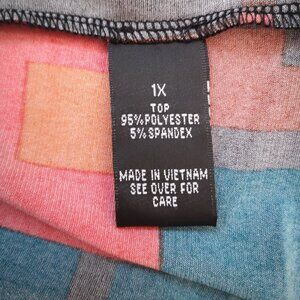 1X
TOP
95% POLYESTER
5% SPANDEX
MADE IN VIETNAM
SEE OVER FOR
CARE